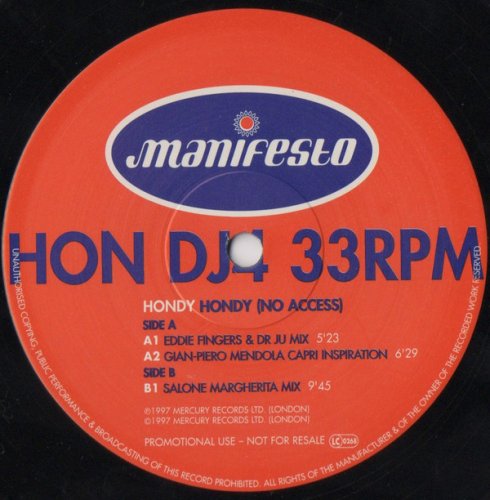 manifesto
HON DJ4 33RPM
HONDY HONDY (NO ACCESS)
SIDE A
A1 EDDIE FINGERS & DR JU MIX 5'23
A2 GIAN-PIERO MENDOLA CAPRI INSPIRATION 6'29
SIDE B
B1 SALONE MARGHERITA MIX 9'45
℗1997 MERCURY RECORDS LTD. (LONDON)
©1997 MERCURY RECORDS LTD. (LONDON)
PROMOTIONAL USE – NOT FOR RESALE LC 0268
UNAUTHORISED COPYING, PUBLIC PERFORMANCE & BROADCASTING OF THIS RECORD PROHIBITED. ALL RIGHTS OF THE MANUFACTURER & OF THE OWNER OF THE RECORDED WORK RESERVED